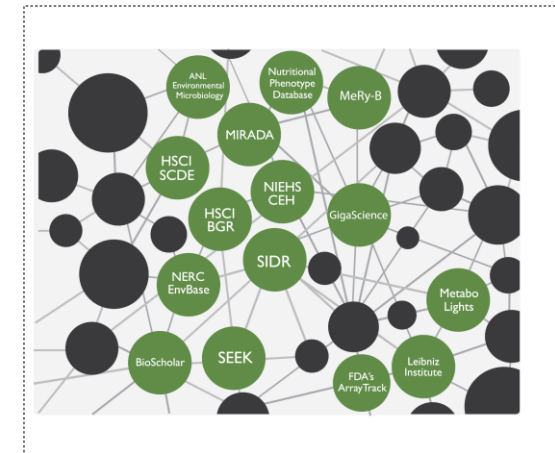 ANL
Environmental
Microbiology
Nutritional
Phenotype
Database
MeRy-B
MIRADA
HSCI
SCDE
NIEHS
CEH
HSCI
BGR
GigaScience
SIDR
NERC
EnvBase
Metabo
Lights
BioScholar
SEEK
FDA's
ArrayTrack
Leibniz
Institute